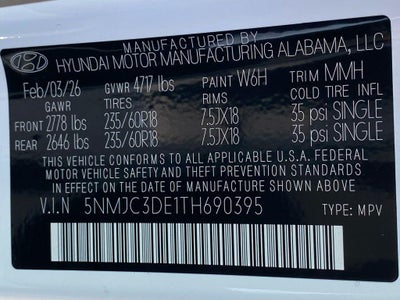 MANUFACTURED BY
HYUNDAI MOTOR MANUFACTURING ALABAMA, LLC
Feb/03/26 GVWR 4717 lbs PAINT W6H TRIM MMH
GAWR TIRES RIMS COLD TIRE INFL
FRONT 2778 lbs 235/60R18 7.5JX18 35 psi SINGLE
REAR 2646 lbs 235/60R18 7.5JX18 35 psi SINGLE
THIS VEHICLE CONFORMS TO ALL APPLICABLE U.S.A. FEDERAL
MOTOR VEHICLE SAFETY AND THEFT PREVENTION STANDARDS
IN EFFECT ON THE DATE OF MANUFACTURE SHOWN ABOVE.
V.I.N 5NMJC3DE1TH690395 TYPE: MPV